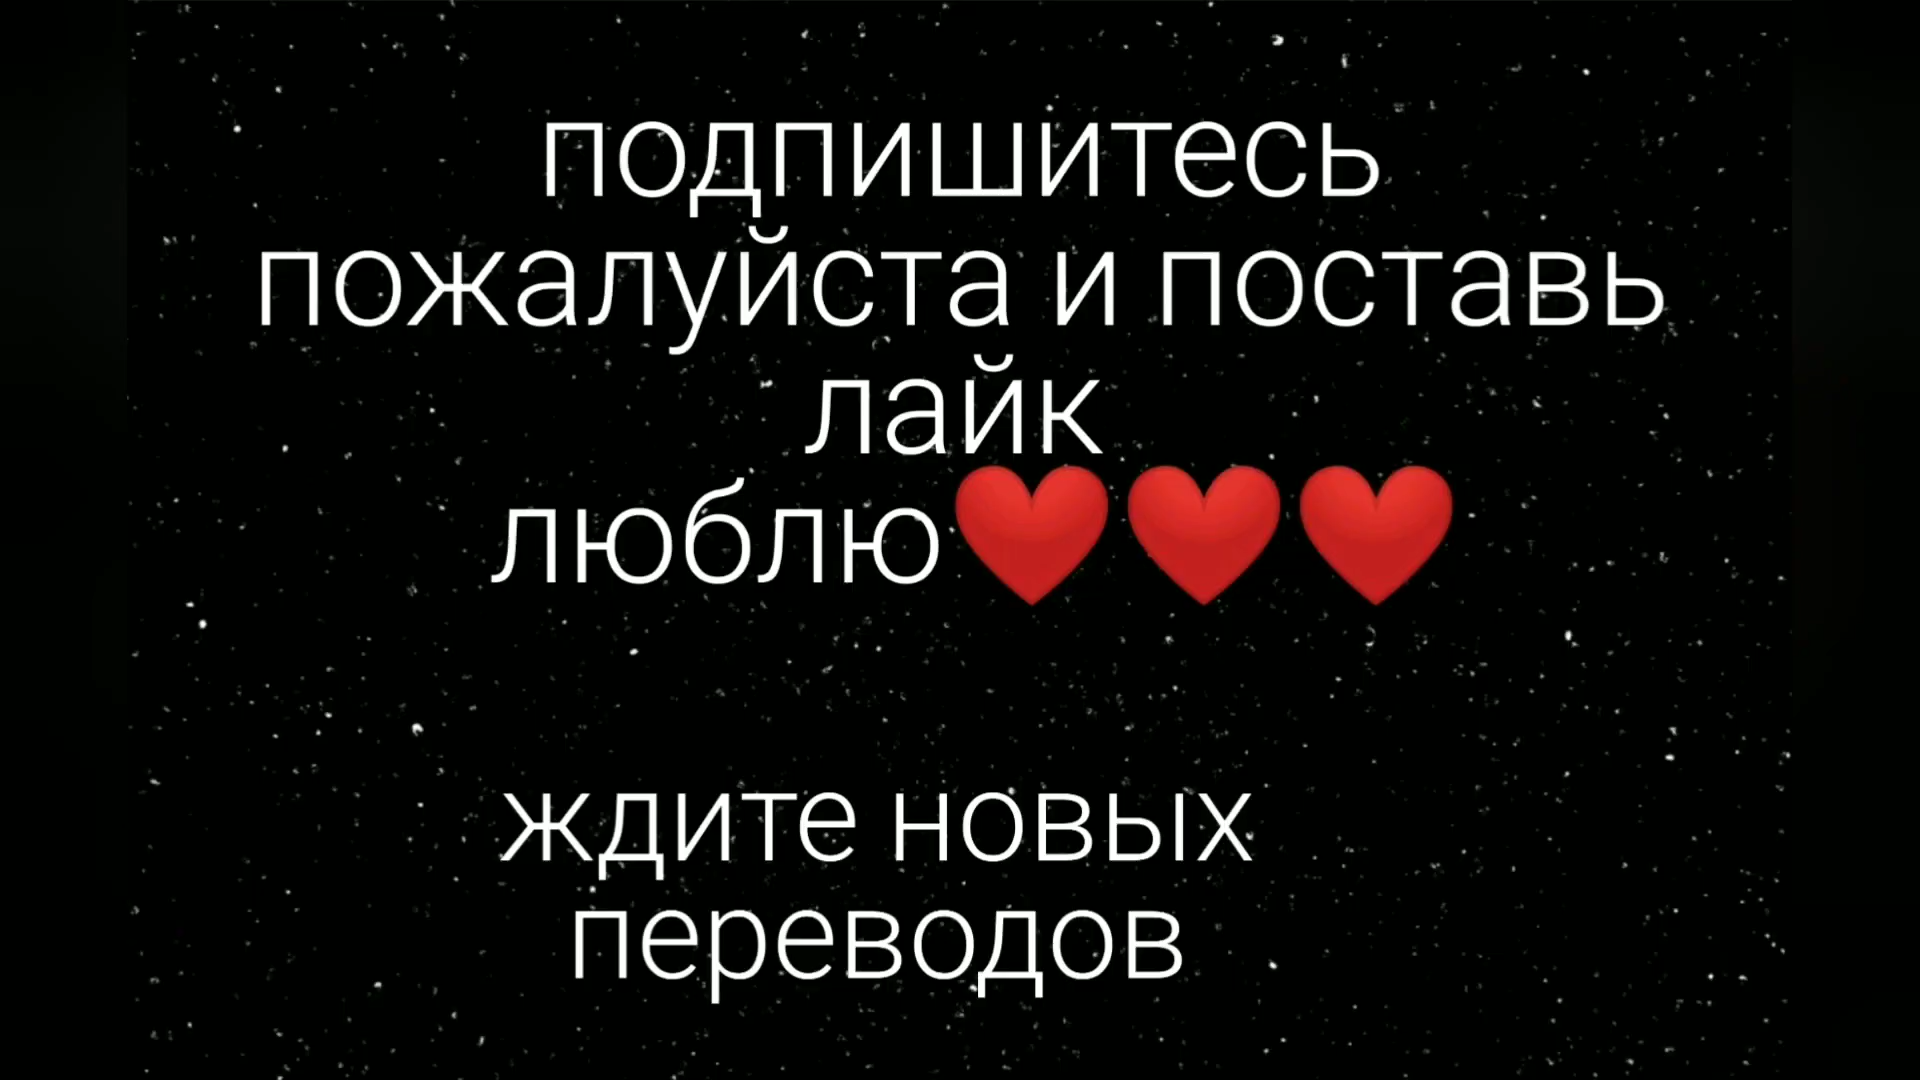 подпишитесь
пожалуйста и поставь
лайк
люблю❤️❤️❤️
ждите новых
переводов